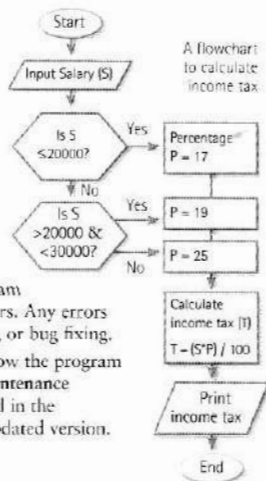 Start
A flowchart
to calculate
income tax
Input Salary (S)
Is S
≤20000?
Yes
Percentage
P = 17
No
Is S
>20000 &
<30000?
Yes
P = 19
No
P = 25
Calculate
income tax (T)
T = (S*P) / 100
Print
income tax
End
am
rs. Any errors
, or bug fixing.
ow the program
ntenance
d in the
dated version.